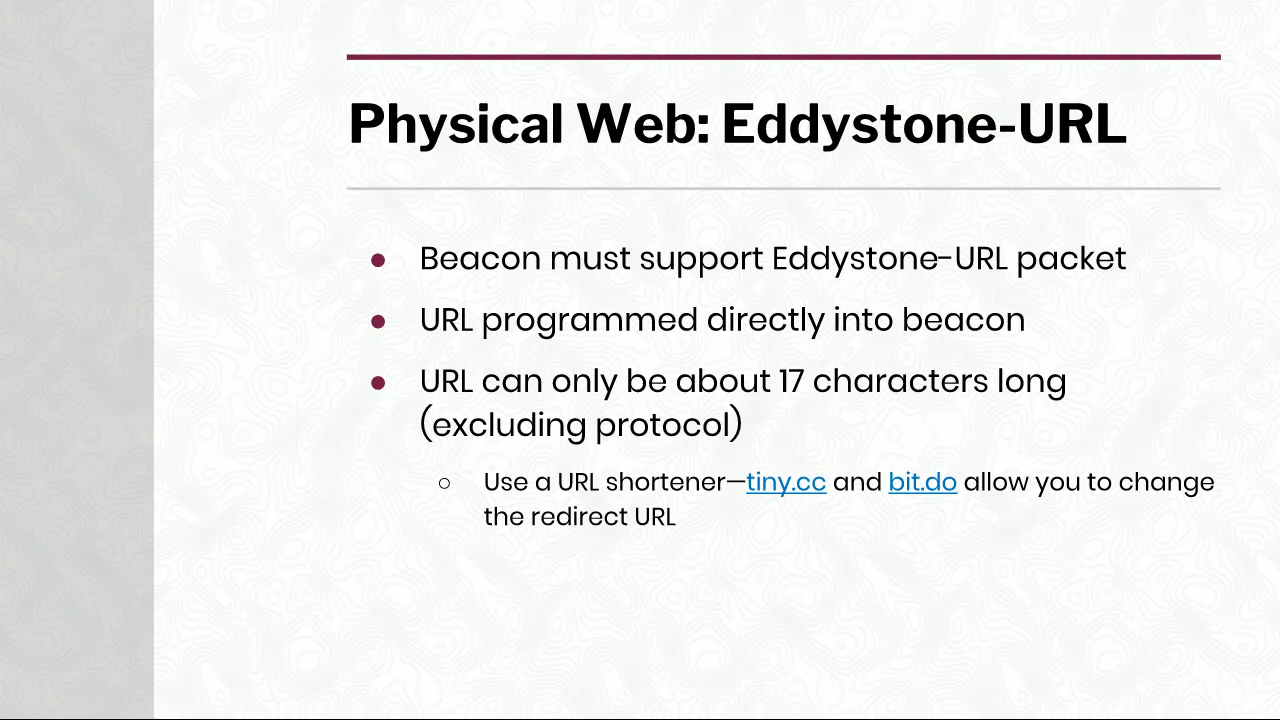 Physical Web: Eddystone-URL
● Beacon must support Eddystone-URL packet
● URL programmed directly into beacon
● URL can only be about 17 characters long
(excluding protocol)
○ Use a URL shortener—tiny.cc and bit.do allow you to change
the redirect URL